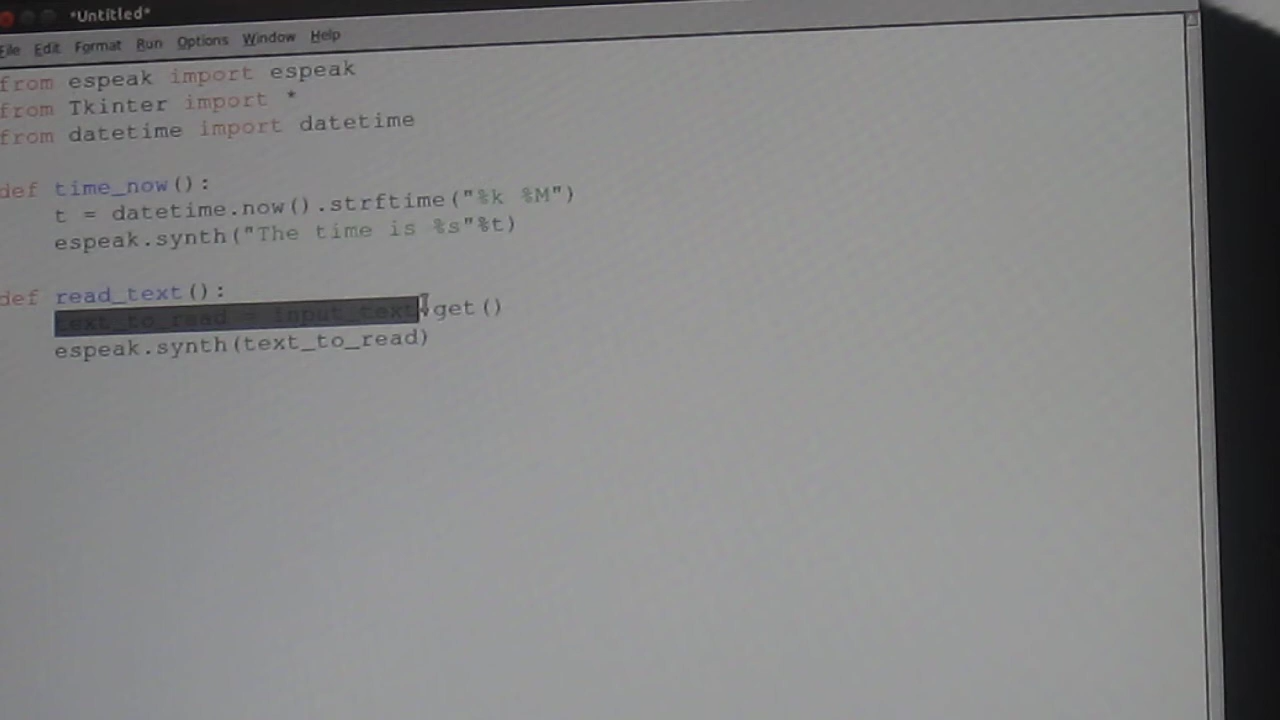 *Untitled*
File Edit Format Run Options Window Help
from espeak import espeak
from Tkinter import *
from datetime import datetime
def time_now():
t = datetime.now().strftime("%k %M")
espeak.synth("The time is %s"%t)
def read_text():
text_to_read = input_text.get()
espeak.synth(text_to_read)